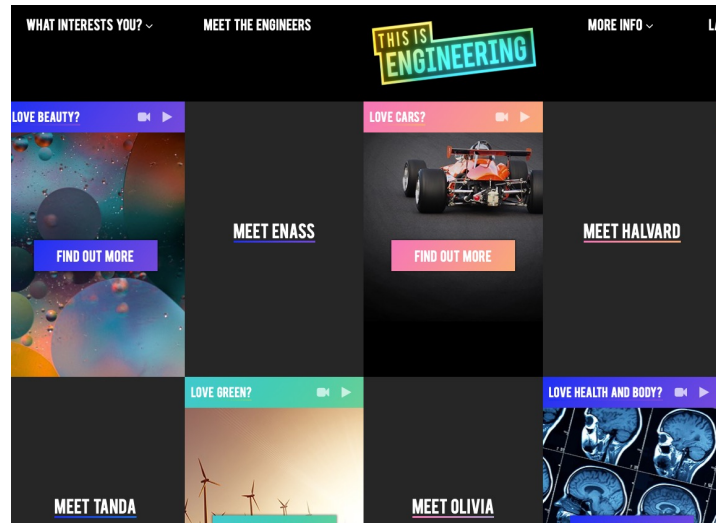 WHAT INTERESTS YOU?
MEET THE ENGINEERS
THIS IS
ENGINEERING
MORE INFO
LOVE BEAUTY?
LOVE CARS?
MEET ENASS
MEET HALVARD
FIND OUT MORE
FIND OUT MORE
LOVE GREEN?
LOVE HEALTH AND BODY?
MEET TANDA
MEET OLIVIA